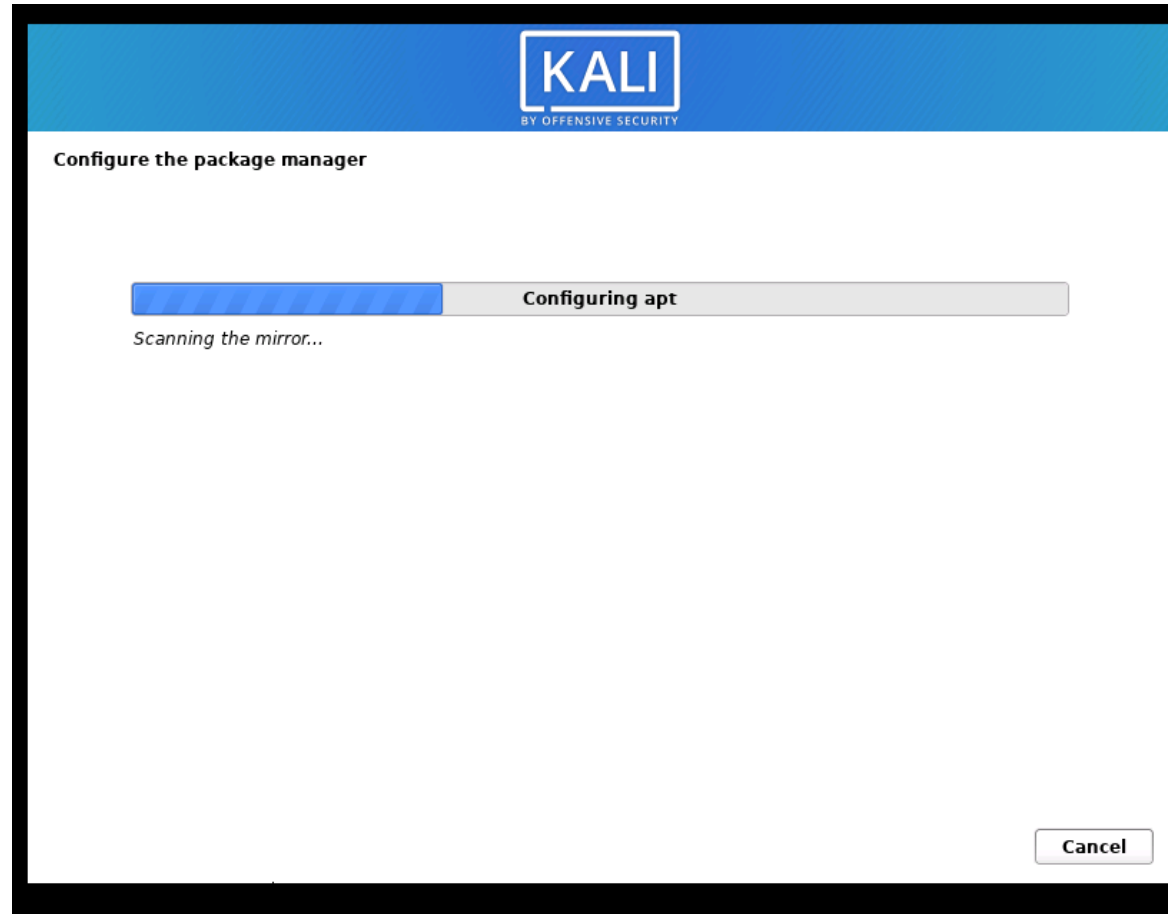 KALI
BY OFFENSIVE SECURITY
Configure the package manager
Configuring apt
Scanning the mirror...
Cancel